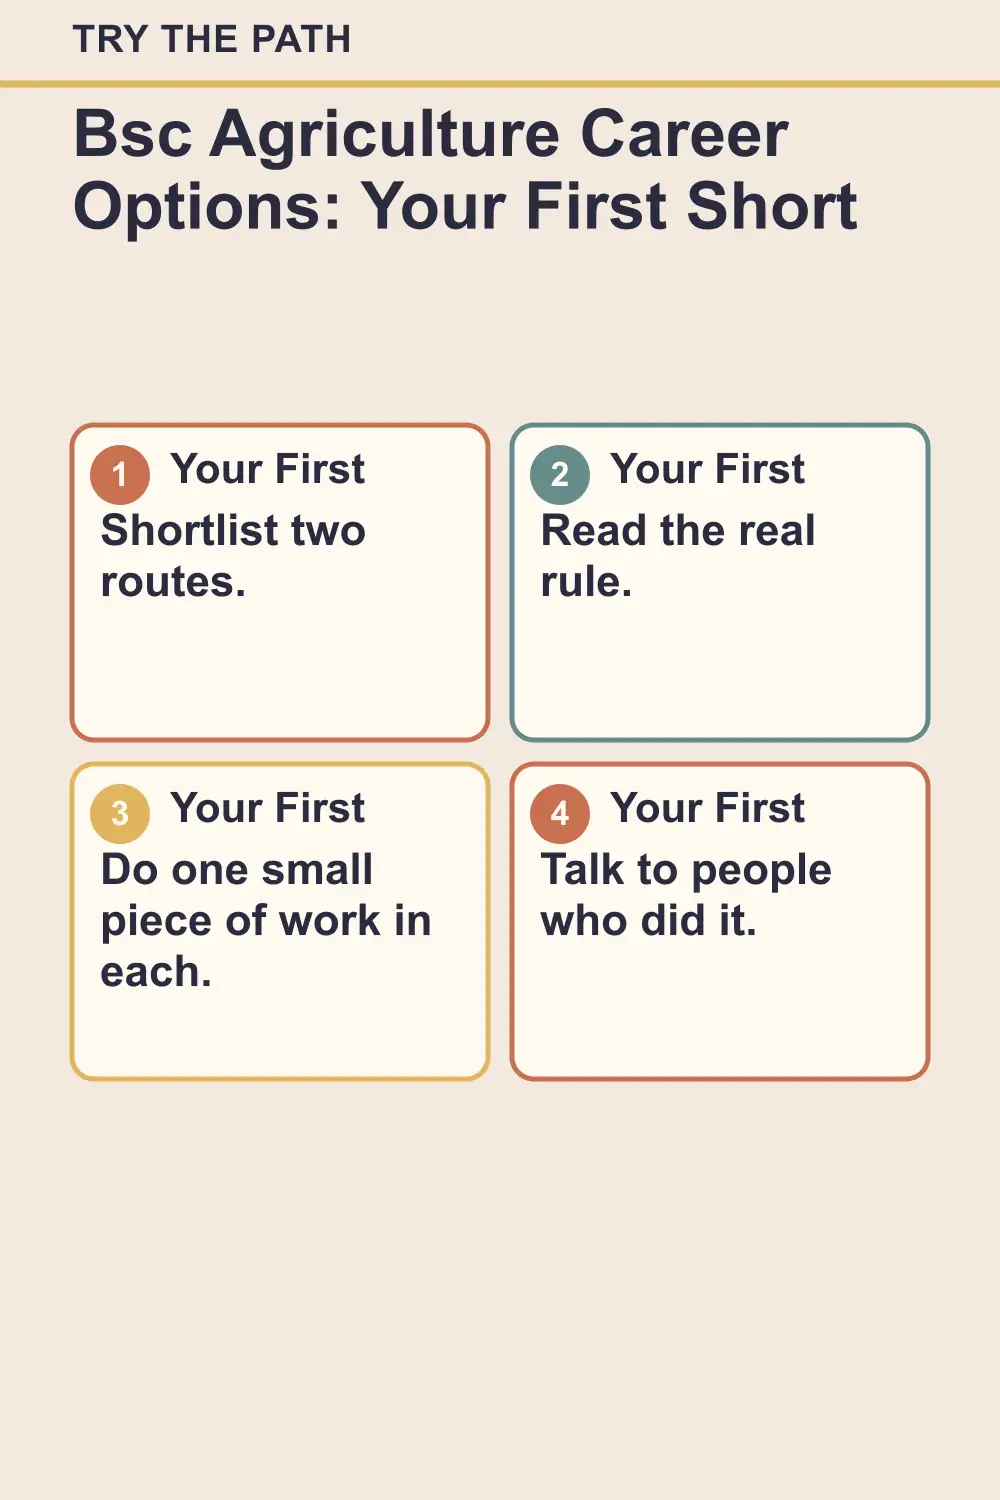 TRY THE PATH
Bsc Agriculture Career
Options: Your First Short
1 Your First
Shortlist two
routes.
2 Your First
Read the real
rule.
3 Your First
Do one small
piece of work in
each.
4 Your First
Talk to people
who did it.